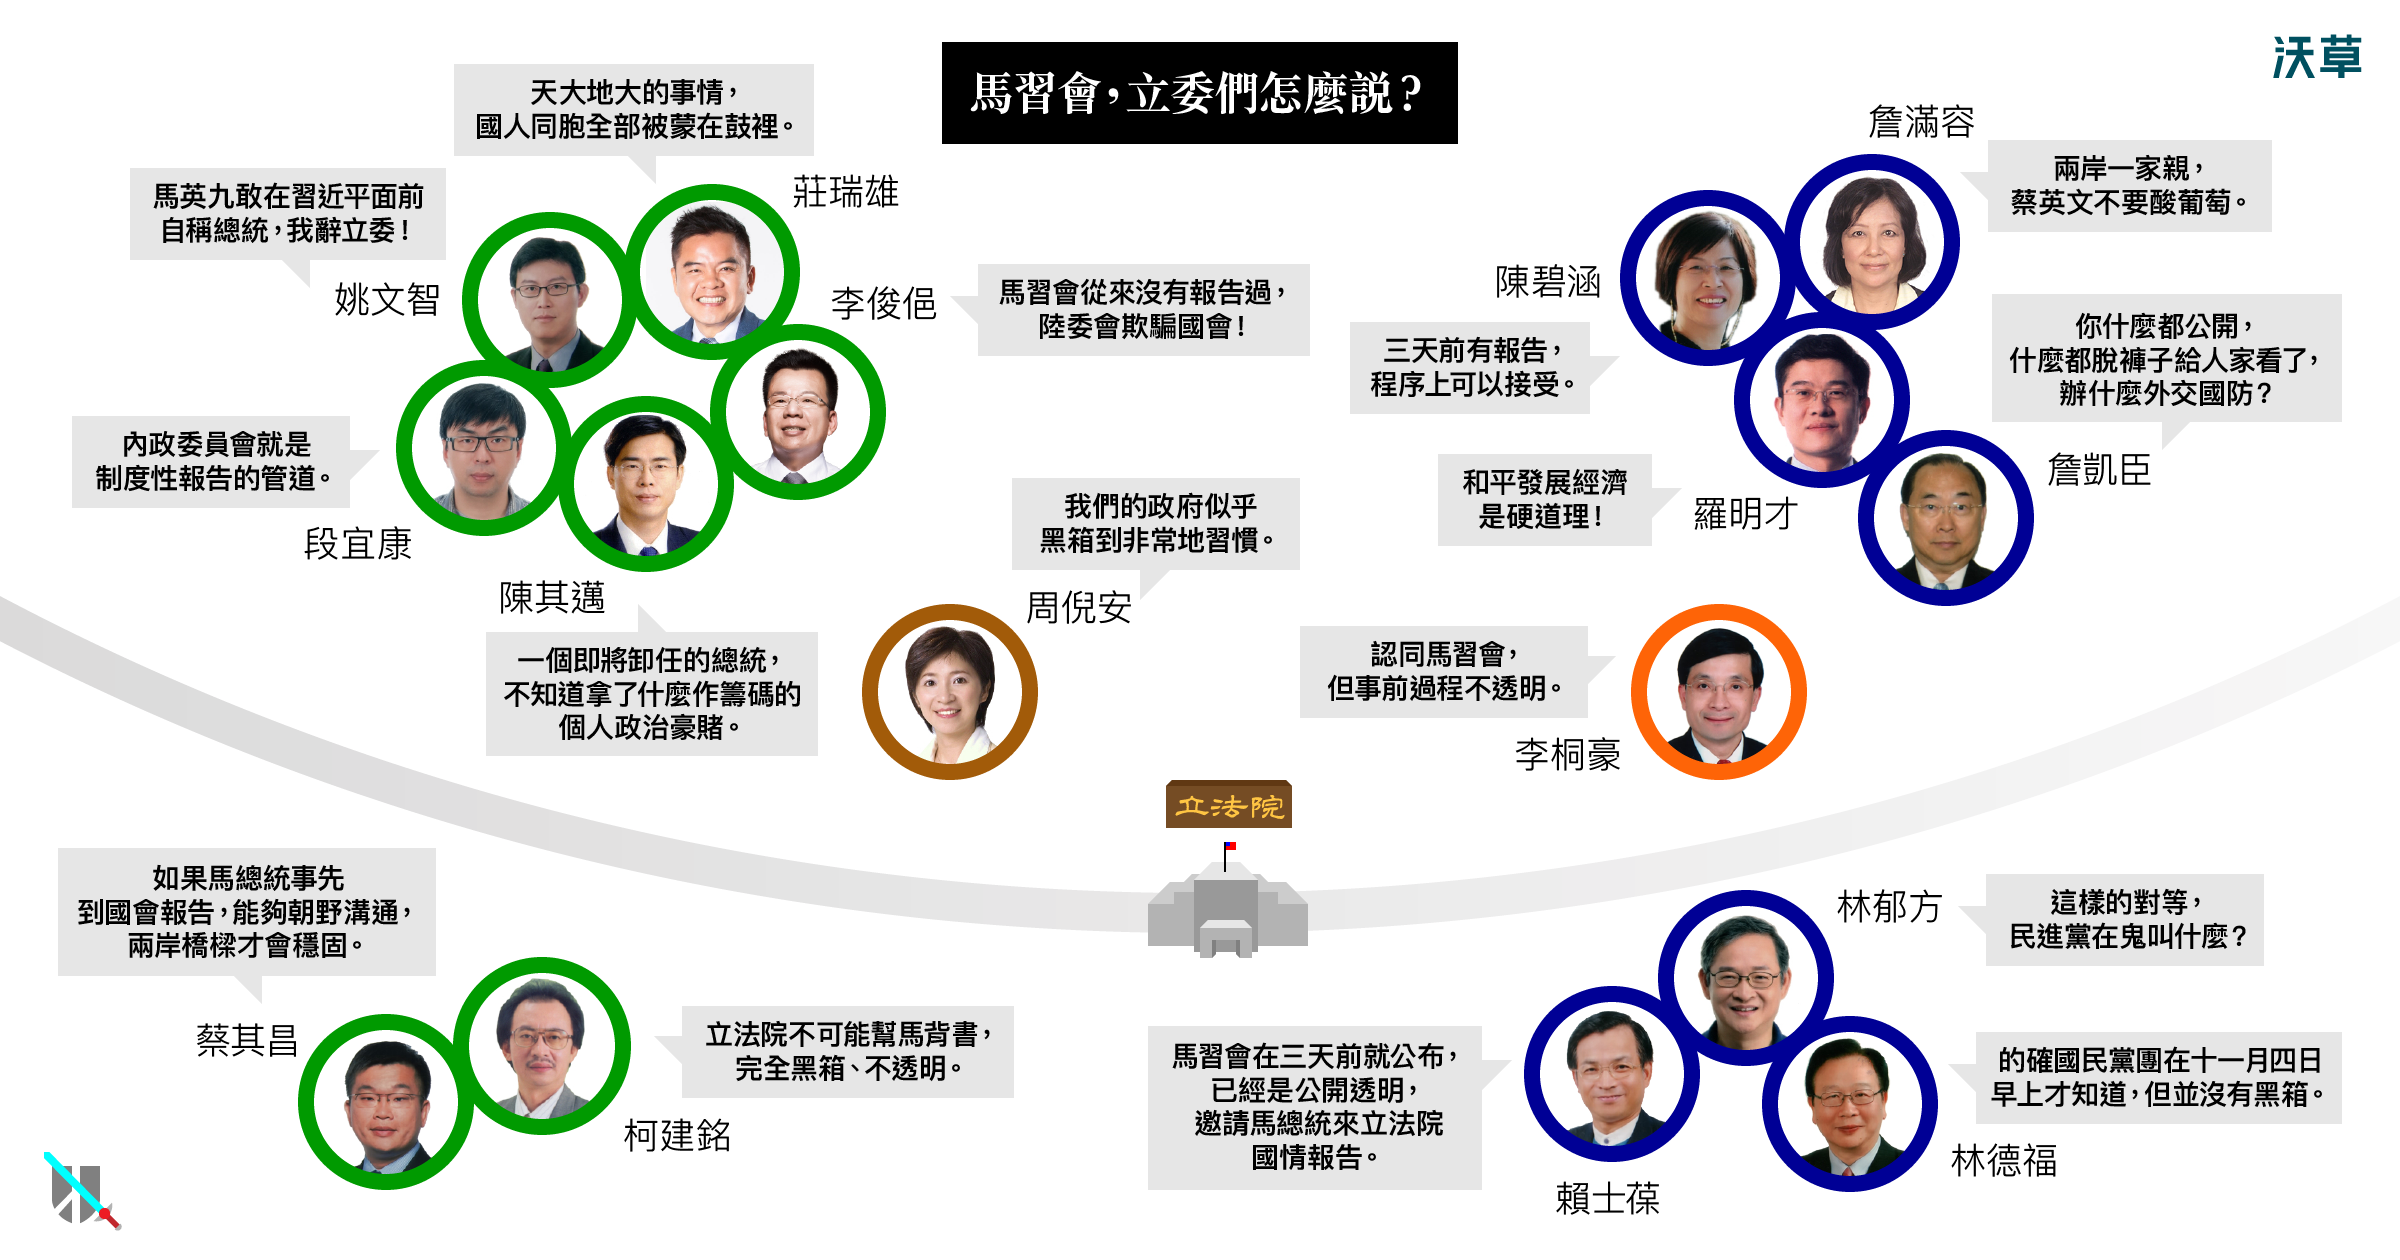 馬習會，立委們怎麼説？
沃草
天大地大的事情，
國人同胞全部被蒙在鼓裡。
莊瑞雄
馬英九敢在習近平面前
自稱總統，我辭立委！
姚文智
李俊俋
馬習會從來沒有報告過，
陸委會欺騙國會！
內政委員會就是
制度性報告的管道。
段宜康
陳其邁
一個即將卸任的總統，
不知道拿了什麼作籌碼的
個人政治豪賭。
我們的政府似乎
黑箱到非常地習慣。
周倪安
詹滿容
兩岸一家親，
蔡英文不要酸葡萄。
陳碧涵
三天前有報告，
程序上可以接受。
你什麼都公開，
什麼都脫褲子給人家看了，
辦什麼外交國防？
詹凱臣
和平發展經濟
是硬道理！
羅明才
認同馬習會，
但事前過程不透明。
李桐豪
立法院
如果馬總統事先
到國會報告，能夠朝野溝通，
兩岸橋樑才會穩固。
蔡其昌
立法院不可能幫馬背書，
完全黑箱、不透明。
柯建銘
林郁方
這樣的對等，
民進黨在鬼叫什麼？
馬習會在三天前就公布，
已經是公開透明，
邀請馬總統來立法院
國情報告。
賴士葆
的確國民黨團在十一月四日
早上才知道，但並沒有黑箱。
林德福